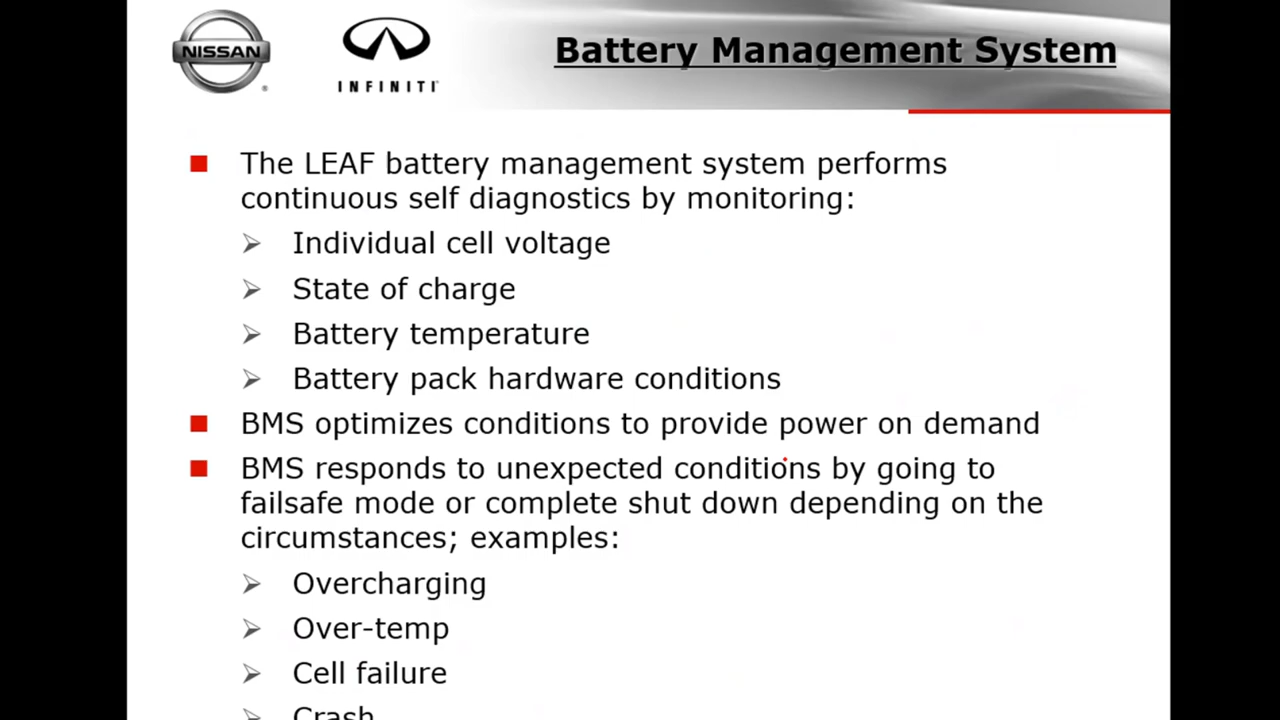 NISSAN
INFINITI
Battery Management System
The LEAF battery management system performs
continuous self diagnostics by monitoring:
Individual cell voltage
State of charge
Battery temperature
Battery pack hardware conditions
BMS optimizes conditions to provide power on demand
BMS responds to unexpected conditions by going to
failsafe mode or complete shut down depending on the
circumstances; examples:
Overcharging
Over-temp
Cell failure
Crash